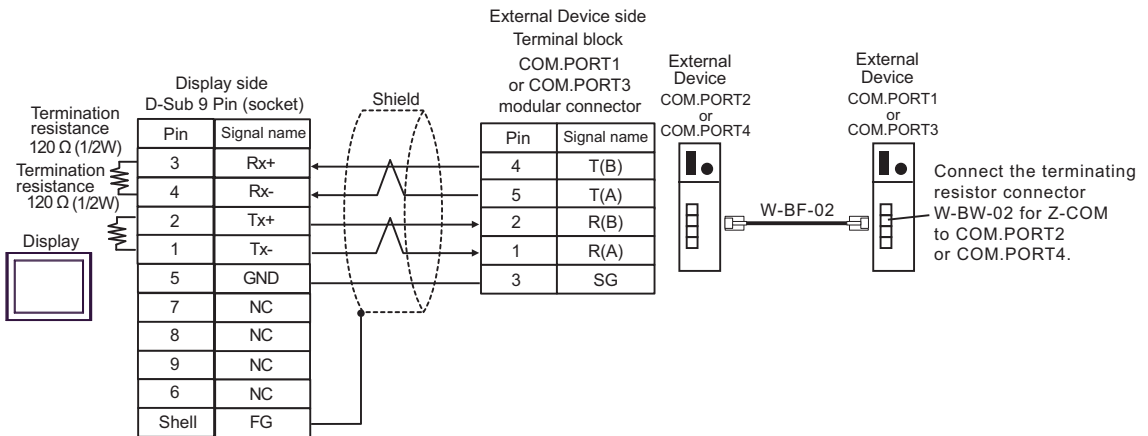 External Device side
Terminal block
COM.PORT1
or COM.PORT3
modular connector
Display side
D-Sub 9 Pin (socket)
Shield
External
Device
COM.PORT2
or
COM.PORT4
External
Device
COM.PORT1
or
COM.PORT3
Termination
resistance
120 Ω (1/2W)
Termination
resistance
120 Ω (1/2W)
Display
Pin Signal name
3 Rx+
4 Rx-
2 Tx+
1 Tx-
5 GND
7 NC
8 NC
9 NC
6 NC
Shell FG
Pin Signal name
4 T(B)
5 T(A)
2 R(B)
1 R(A)
3 SG
W-BF-02
Connect the terminating
resistor connector
W-BW-02 for Z-COM
to COM.PORT2
or COM.PORT4.